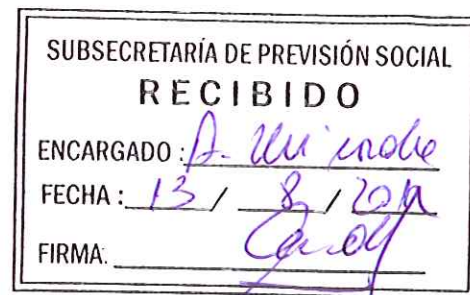 SUBSECRETARÍA DE PREVISIÓN SOCIAL
RECIBIDO
ENCARGADO: A.
FECHA: 13 / 8 /
FIRMA: